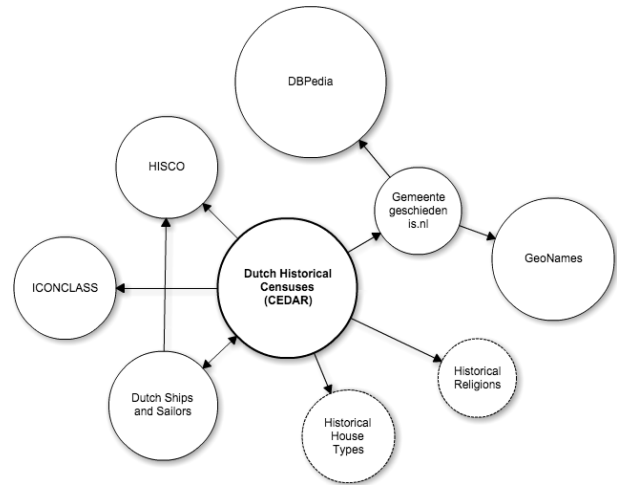 DBPedia
HISCO
Gemeente
geschieden
is.nl
GeoNames
Dutch Historical
Censuses
(CEDAR)
ICONCLASS
Historical
Religions
Dutch Ships
and Sailors
Historical
House
Types